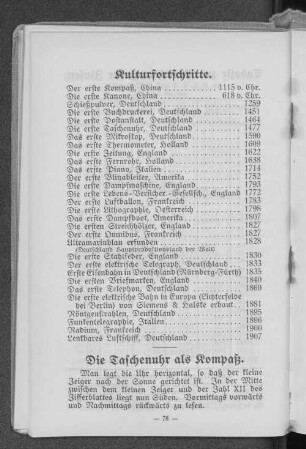 Kulturfortschritte.
Der erste Kompaß, China . . . . . . 1115 v. Chr.
Die erste Kanone, China . . . . . . 618 v. Chr.
Schießpulver, Deutschland . . . . . . 1259
Die erste Buchdruckerei, Deutschland . . . . . . 1451
Die erste Postanstalt, Deutschland . . . . . . 1464
Die erste Taschenuhr, Deutschland . . . . . . 1477
Das erste Mikroskop, Deutschland . . . . . . 1590
Das erste Thermometer, Holland . . . . . . 1609
Die erste Zeitung, England . . . . . . 1622
Das erste Fernrohr, Holland . . . . . . 1638
Das erste Piano, Italien . . . . . . 1714
Der erste Blitzableiter, Amerika . . . . . . 1752
Die erste Dampfmaschine, England . . . . . . 1793
Die erste Lebens-Versicher.-Gesellsch., England 1772
Der erste Luftballon, Frankreich . . . . . . 1783
Die erste Lithographie, Oesterreich . . . . . . 1798
Das erste Dampfboot, Amerika . . . . . . 1807
Die ersten Streichhölzer, England . . . . . . 1827
Der erste Omnibus, Frankreich . . . . . . 1827
Ultramarinblau erfunden . . . . . . 1828
(Deutschland Hauptproduktionsland der Welt)
Die erste Stahlfeder, England . . . . . . 1830
Der erste elektrische Telegraph, Deutschland . . 1833
Erste Eisenbahn in Deutschland (Nürnberg-Fürth) 1835
Die ersten Briefmarken, England . . . . . . 1840
Das erste Telephon, Deutschland . . . . . . 1860
Die erste elektrische Bahn in Europa (Lichterfelde
bei Berlin) von Siemens & Halske erbaut . . 1881
Röntgenstrahlen, Deutschland . . . . . . 1895
Funkentelegraphie, Italien . . . . . . 1896
Radium, Frankreich . . . . . . 1900
Lenkbares Luftschiff, Deutschland . . . . . . 1907
Die Taschenuhr als Kompaß.
Man legt die Uhr horizontal, so daß der kleine
Zeiger nach der Sonne gerichtet ist. In der Mitte
zwischen dem kleinen Zeiger und der Zahl XII des
Zifferblattes liegt nun Süden. Vormittags vorwärts
und Nachmittags rückwärts zu lesen.
— 78 —